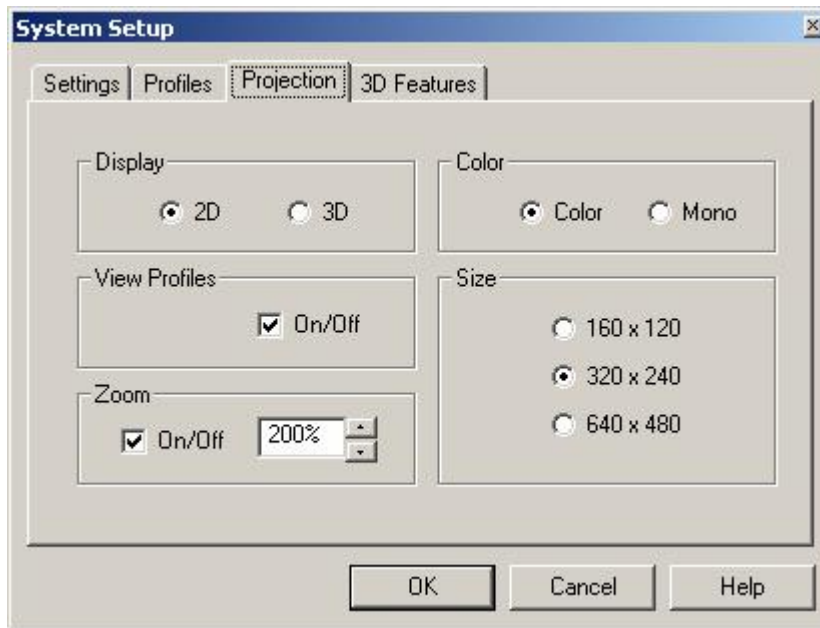 System Setup
Settings Profiles Projection 3D Features
Display
2D 3D
Color
Color Mono
View Profiles
On/Off
Size
160 x 120
320 x 240
640 x 480
Zoom
On/Off 200%
OK Cancel Help